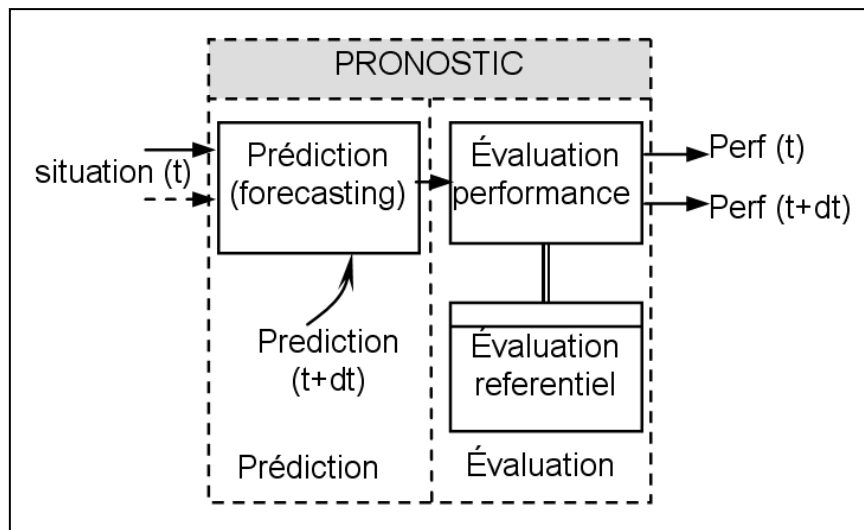 PRONOSTIC
situation (t)
Prédiction
(forecasting)
Évaluation
performance
Perf (t)
Perf (t+dt)
Prediction
(t+dt)
Évaluation
referentiel
Prédiction
Évaluation